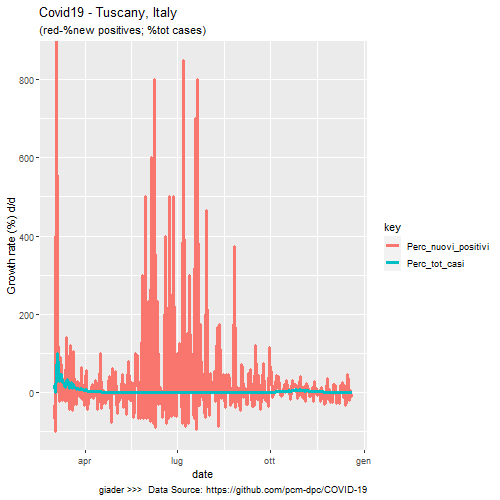 Covid19 - Tuscany, Italy
(red-%new positives; %tot cases)
Growth rate (%) d/d
800
600
400
200
0
apr
lug
ott
gen
date
key
Perc_nuovi_positivi
Perc_tot_casi
giader >>> Data Source: https://github.com/pcm-dpc/COVID-19